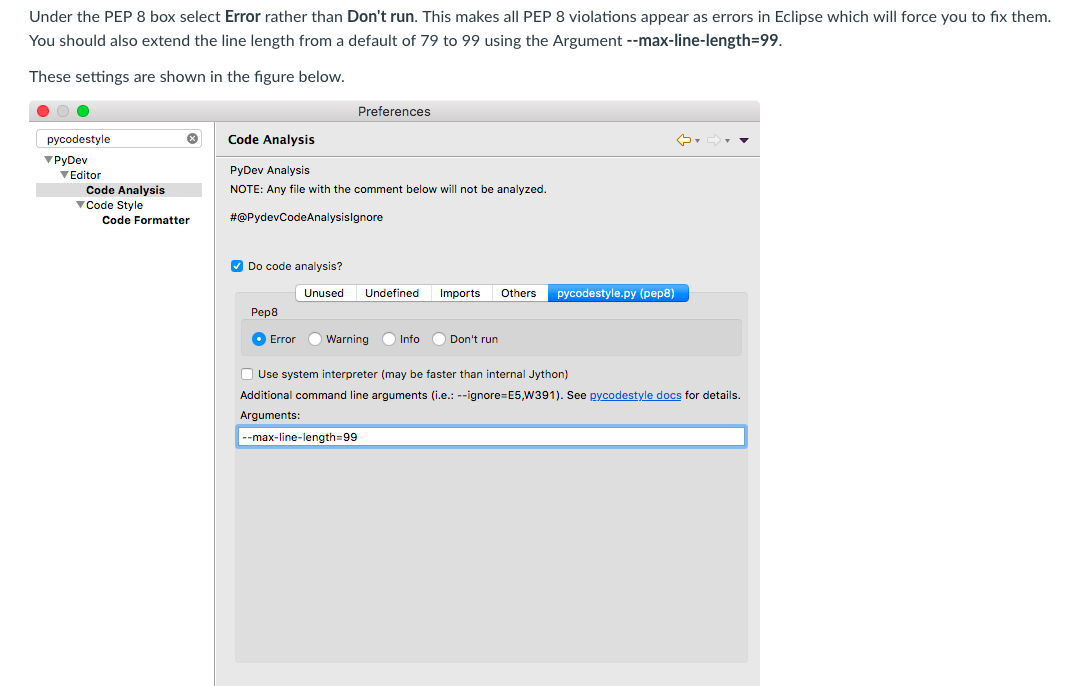 Under the PEP 8 box select Error rather than Don't run. This makes all PEP 8 violations appear as errors in Eclipse which will force you to fix them.
You should also extend the line length from a default of 79 to 99 using the Argument --max-line-length=99.
These settings are shown in the figure below.
Preferences
pycodestyle
PyDev
Editor
Code Analysis
Code Style
Code Formatter
Code Analysis
PyDev Analysis
NOTE: Any file with the comment below will not be analyzed.
#@PydevCodeAnalysisIgnore
Do code analysis?
Unused Undefined Imports Others pycodestyle.py (pep8)
Pep8
Error Warning Info Don't run
Use system interpreter (may be faster than internal Jython)
Additional command line arguments (i.e.: --ignore=E5,W391). See pycodestyle docs for details.
Arguments:
--max-line-length=99